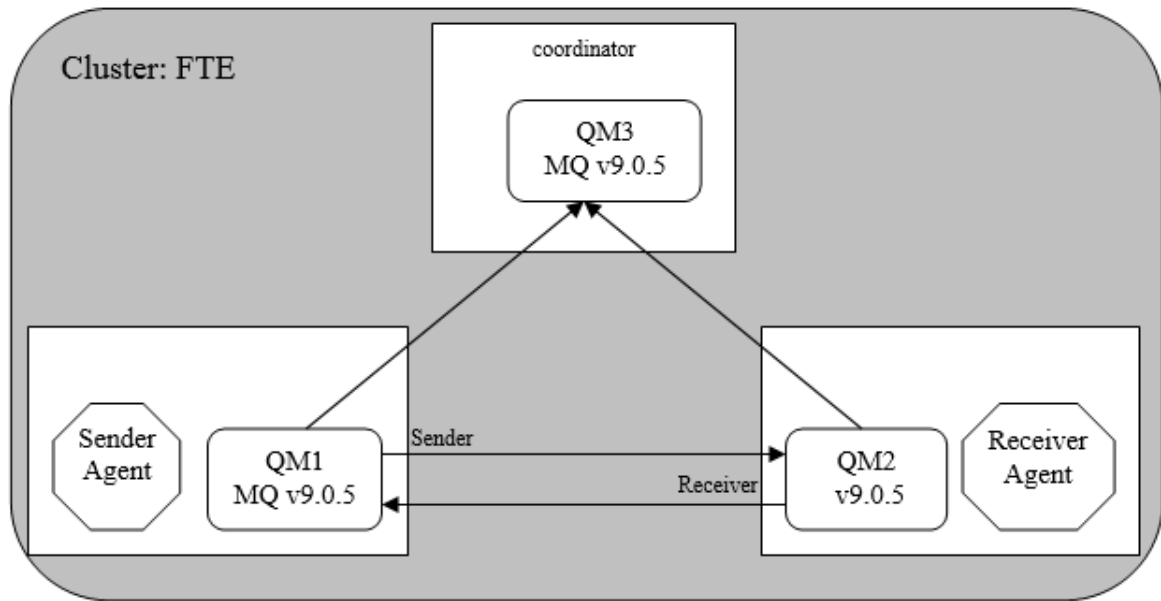 Cluster: FTE
coordinator
QM3
MQ v9.0.5
Sender
Agent
QM1
MQ v9.0.5
Sender
Receiver
QM2
v9.0.5
Receiver
Agent